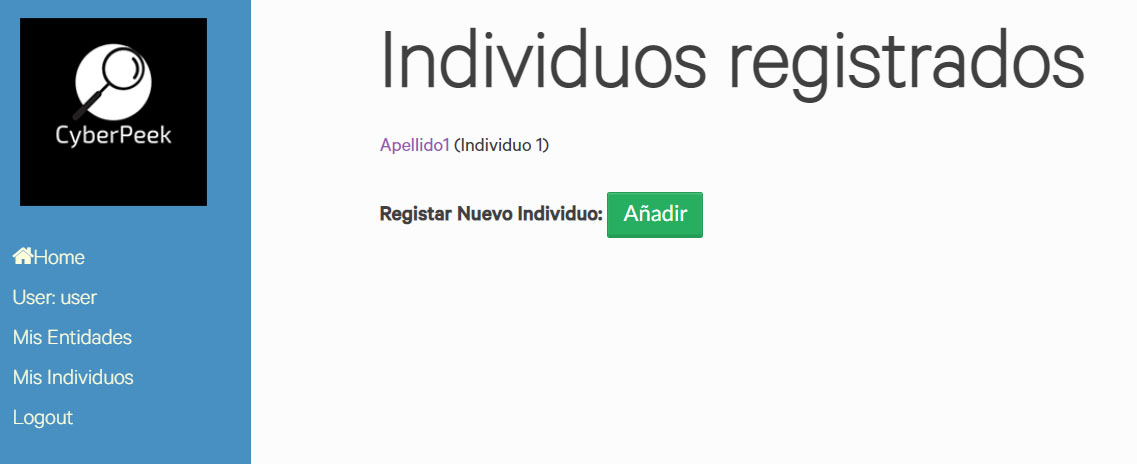 CyberPeek
Home
User: user
Mis Entidades
Mis Individuos
Logout
Individuos registrados
Apellido1 (Individuo 1)
Registar Nuevo Individuo: Añadir